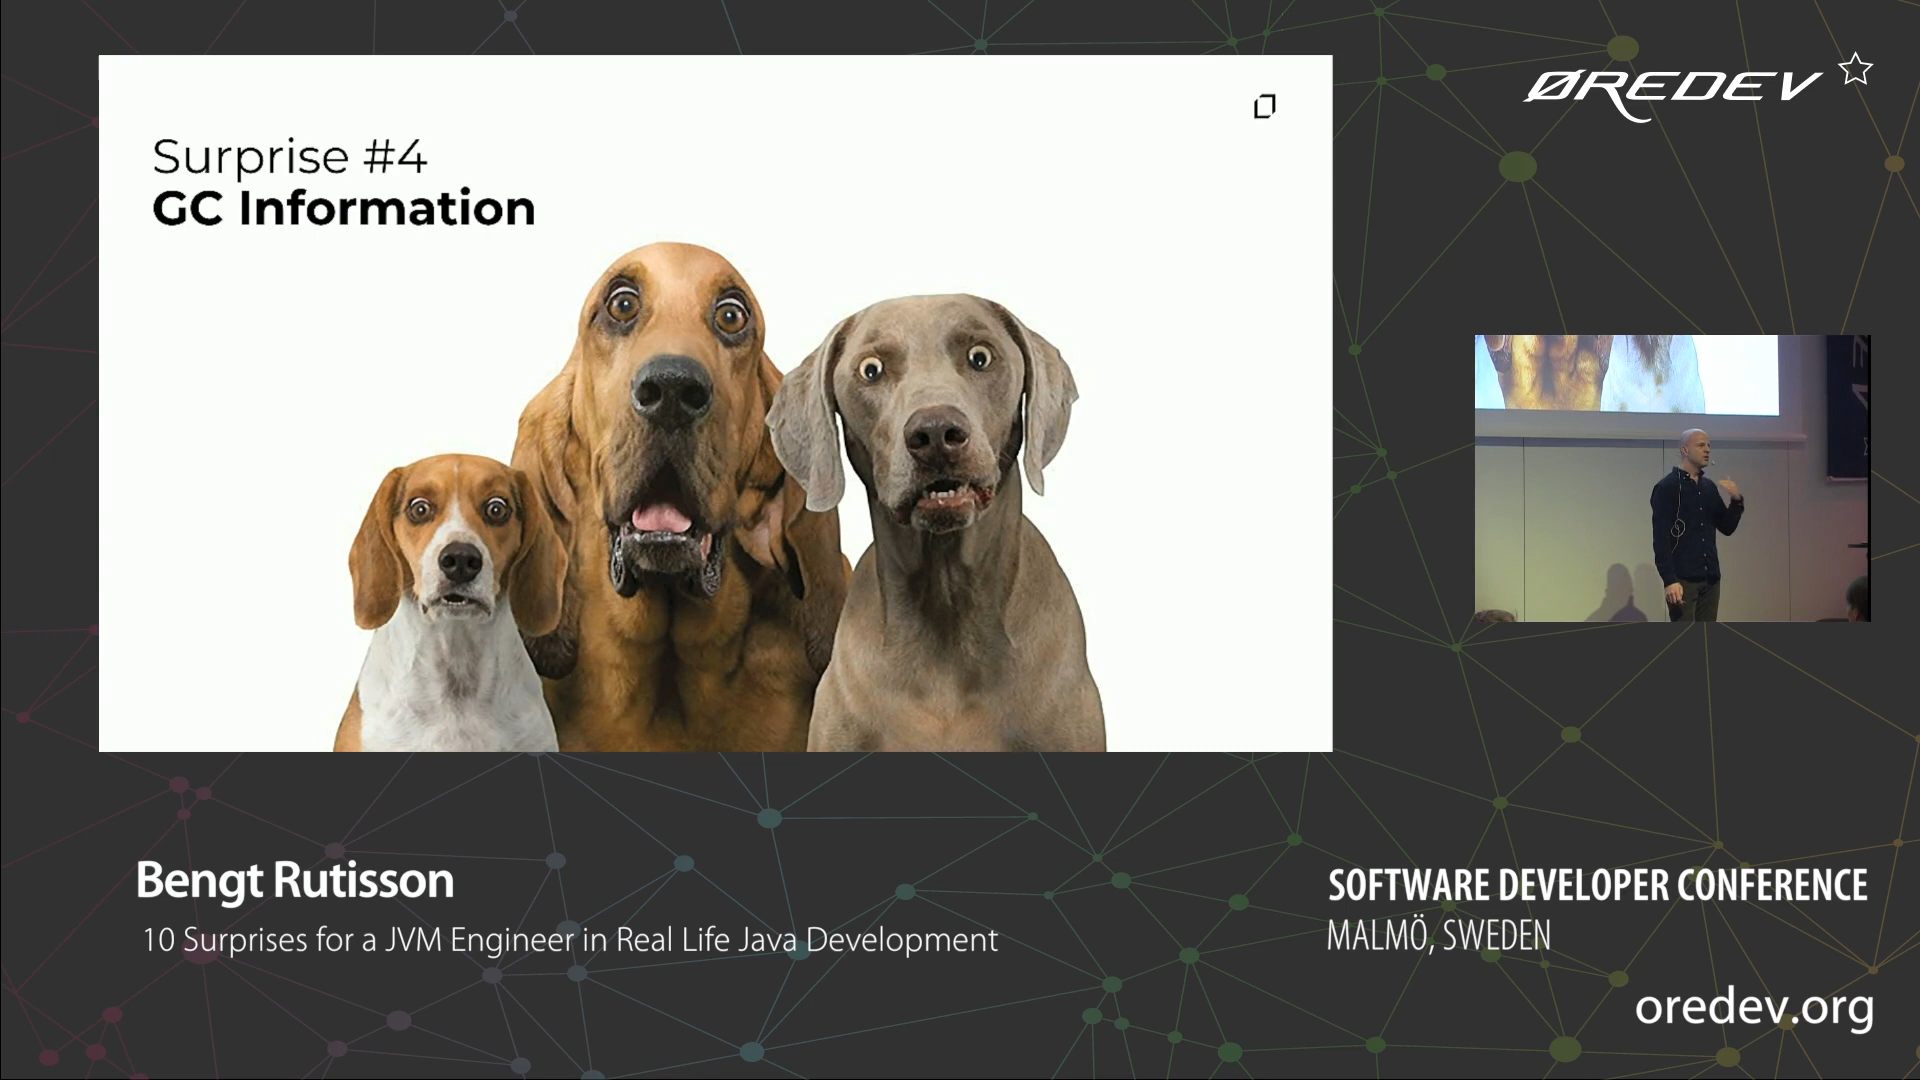 Surprise #4
GC Information
ØREDEV
Bengt Rutisson
10 Surprises for a JVM Engineer in Real Life Java Development
SOFTWARE DEVELOPER CONFERENCE
MALMÖ, SWEDEN
oredev.org